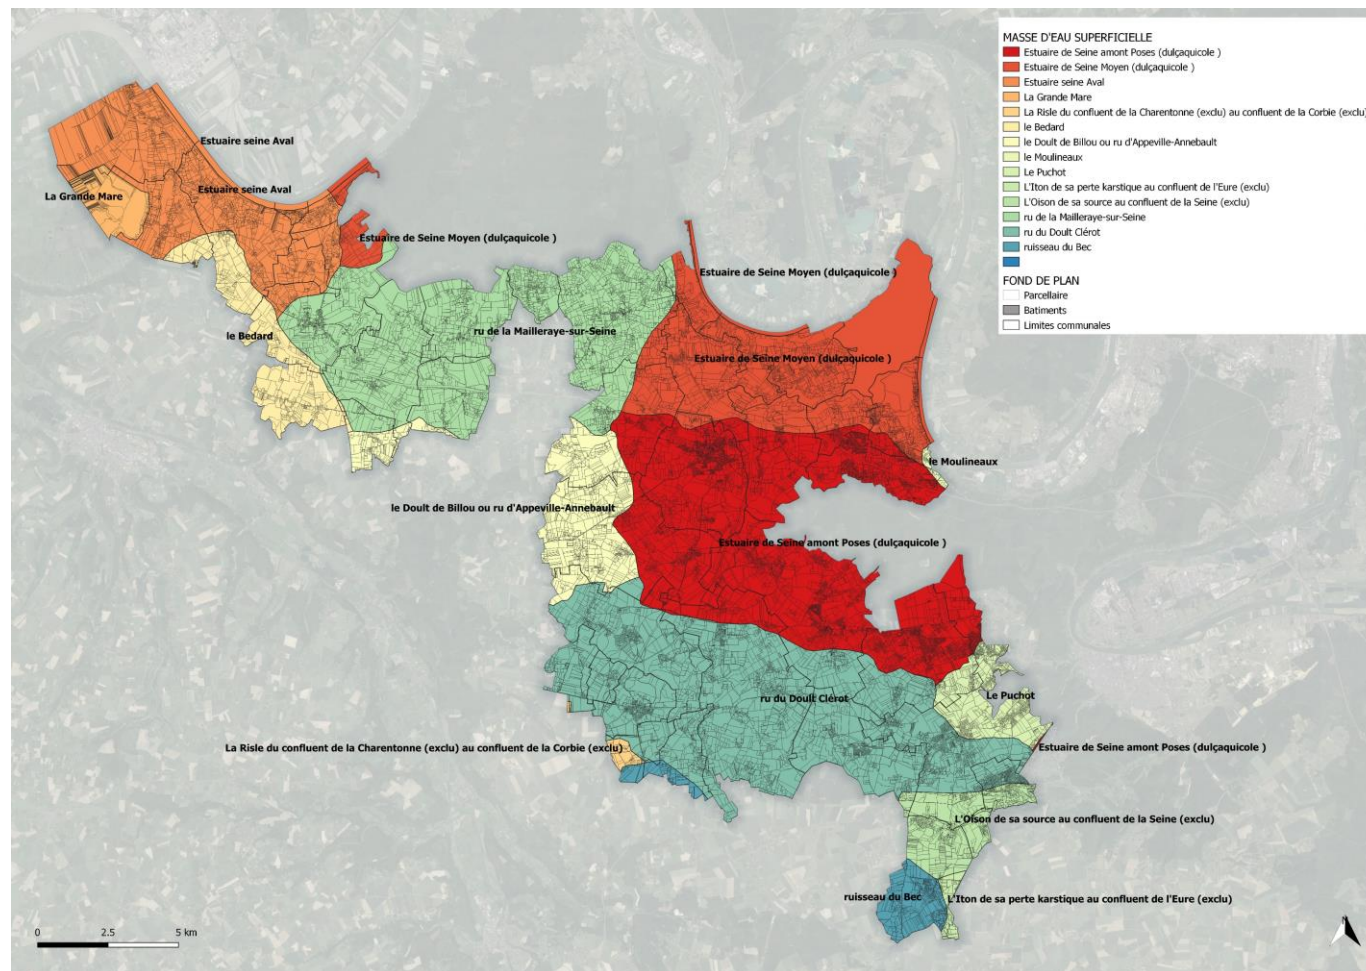 MASSE D'EAU SUPERFICIELLE
Estuaire de Seine amont Poses (dulçaquicole )
Estuaire de Seine Moyen (dulçaquicole )
Estuaire seine Aval
La Grande Mare
La Risle du confluent de la Charentonne (exclu) au confluent de la Corbie (exclu)
le Bedard
le Doult de Billou ou ru d'Appeville-Annebault
le Moulineaux
Le Puchot
L'Iton de sa perte karstique au confluent de l'Eure (exclu)
L'Oison de sa source au confluent de la Seine (exclu)
ru de la Mailleraye-sur-Seine
ru du Doult Clérot
ruisseau du Bec
FOND DE PLAN
Parcellaire
Batiments
Limites communales
Estuaire seine Aval
Estuaire seine Aval
La Grande Mare
Estuaire de Seine Moyen (dulçaquicole )
Estuaire de Seine Moyen (dulçaquicole )
ru de la Mailleraye-sur-Seine
le Bedard
Estuaire de Seine Moyen (dulçaquicole )
le Moulineaux
le Doult de Billou ou ru d'Appeville-Annebault
Estuaire de Seine amont Poses (dulçaquicole )
Le Puchot
ru du Doult Clérot
La Risle du confluent de la Charentonne (exclu) au confluent de la Corbie (exclu)
Estuaire de Seine amont Poses (dulçaquicole )
L'Oison de sa source au confluent de la Seine (exclu)
ruisseau du Bec
L'Iton de sa perte karstique au confluent de l'Eure (exclu)
0 2.5 5 km